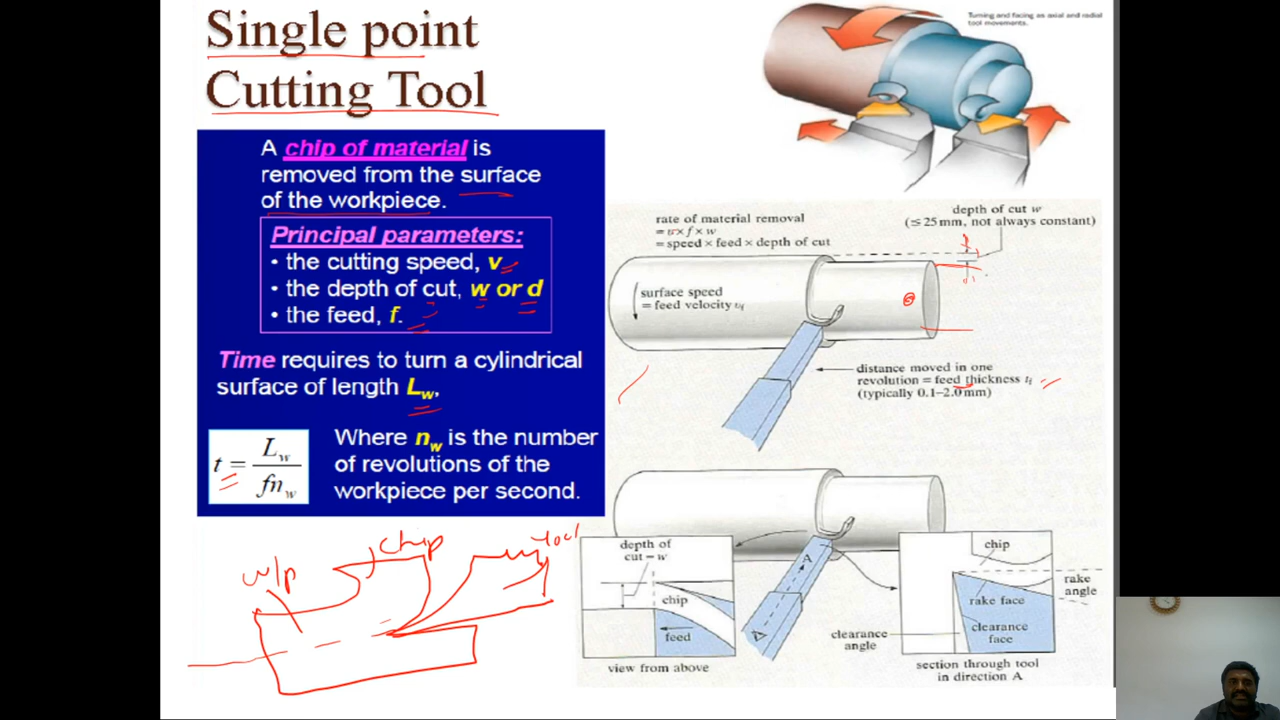 Single point
Cutting Tool
A chip of material is
removed from the surface
of the workpiece.
Principal parameters:
• the cutting speed, v
• the depth of cut, w or d
• the feed, f.
Time requires to turn a cylindrical
surface of length Lw,
t = Lw / fnw
Where nw is the number
of revolutions of the
workpiece per second.
w/p
chip
Tool
Turning and facing as axial and radial
tool movements.
rate of material removal
= v × f × w
= speed × feed × depth of cut
depth of cut w
(≤ 25 mm, not always constant)
surface speed
= feed velocity
distance moved in one
revolution = feed thickness
(typically 0.1–2.0 mm)
depth of
cut – w
chip
feed
view from above
A
chip
rake
angle
rake face
clearance
face
clearance
angle
section through tool
in direction A